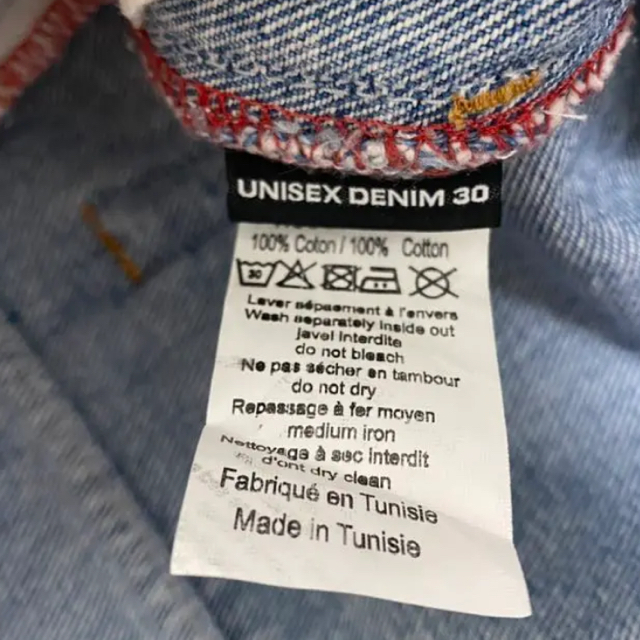 UNISEX DENIM 30
100% Coton / 100% Cotton
30
Laver sépaement à l'envers
Wash separately inside out
javel interdite
do not bleach
Ne pas sécher en tambour
do not dry
Repassage à fer moyen
medium iron
Nettoyage à sec interdit
d'ont dry clean
Fabriqué en Tunisie
Made in Tunisie